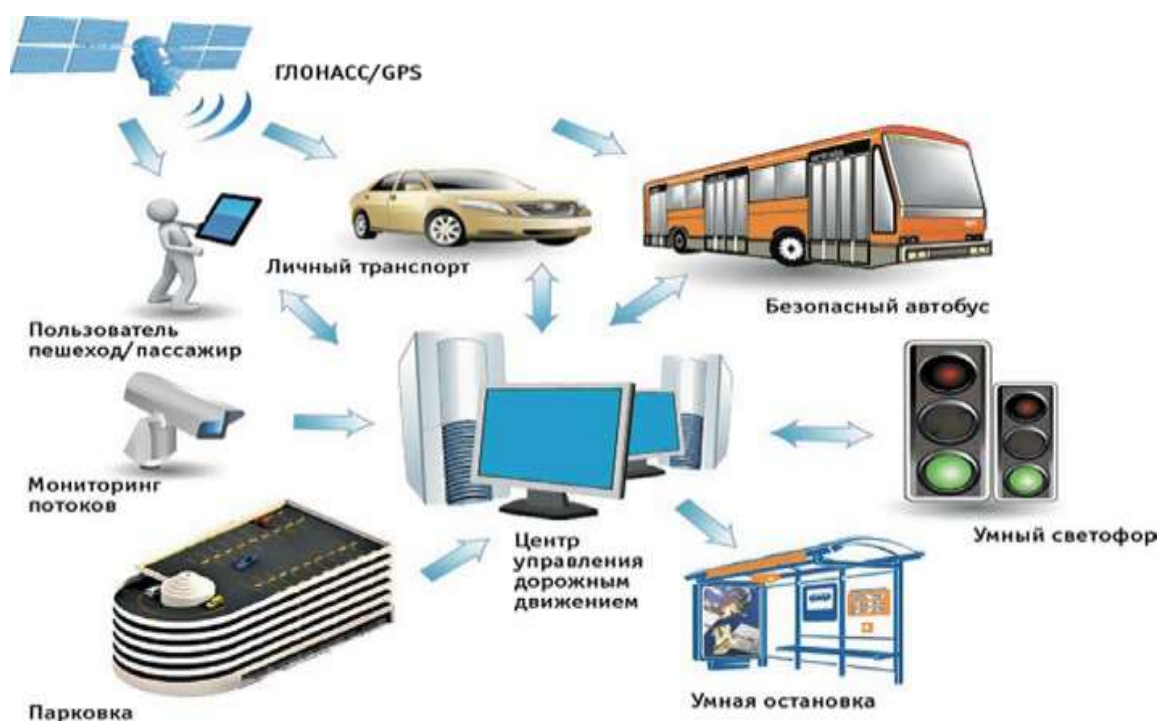 ГЛОНАСС/GPS
Личный транспорт
Безопасный автобус
Пользователь
пешеход/пассажир
Мониторинг
потоков
Центр
управления
дорожным
движением
Умный светофор
Умная остановка
Парковка